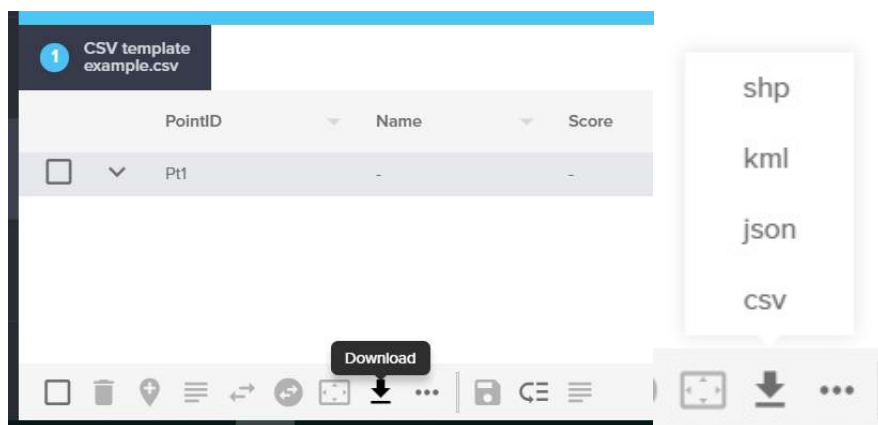 1
CSV template
example.csv
PointID
Name
Score
Pt1
-
-
Download
shp
kml
json
csv